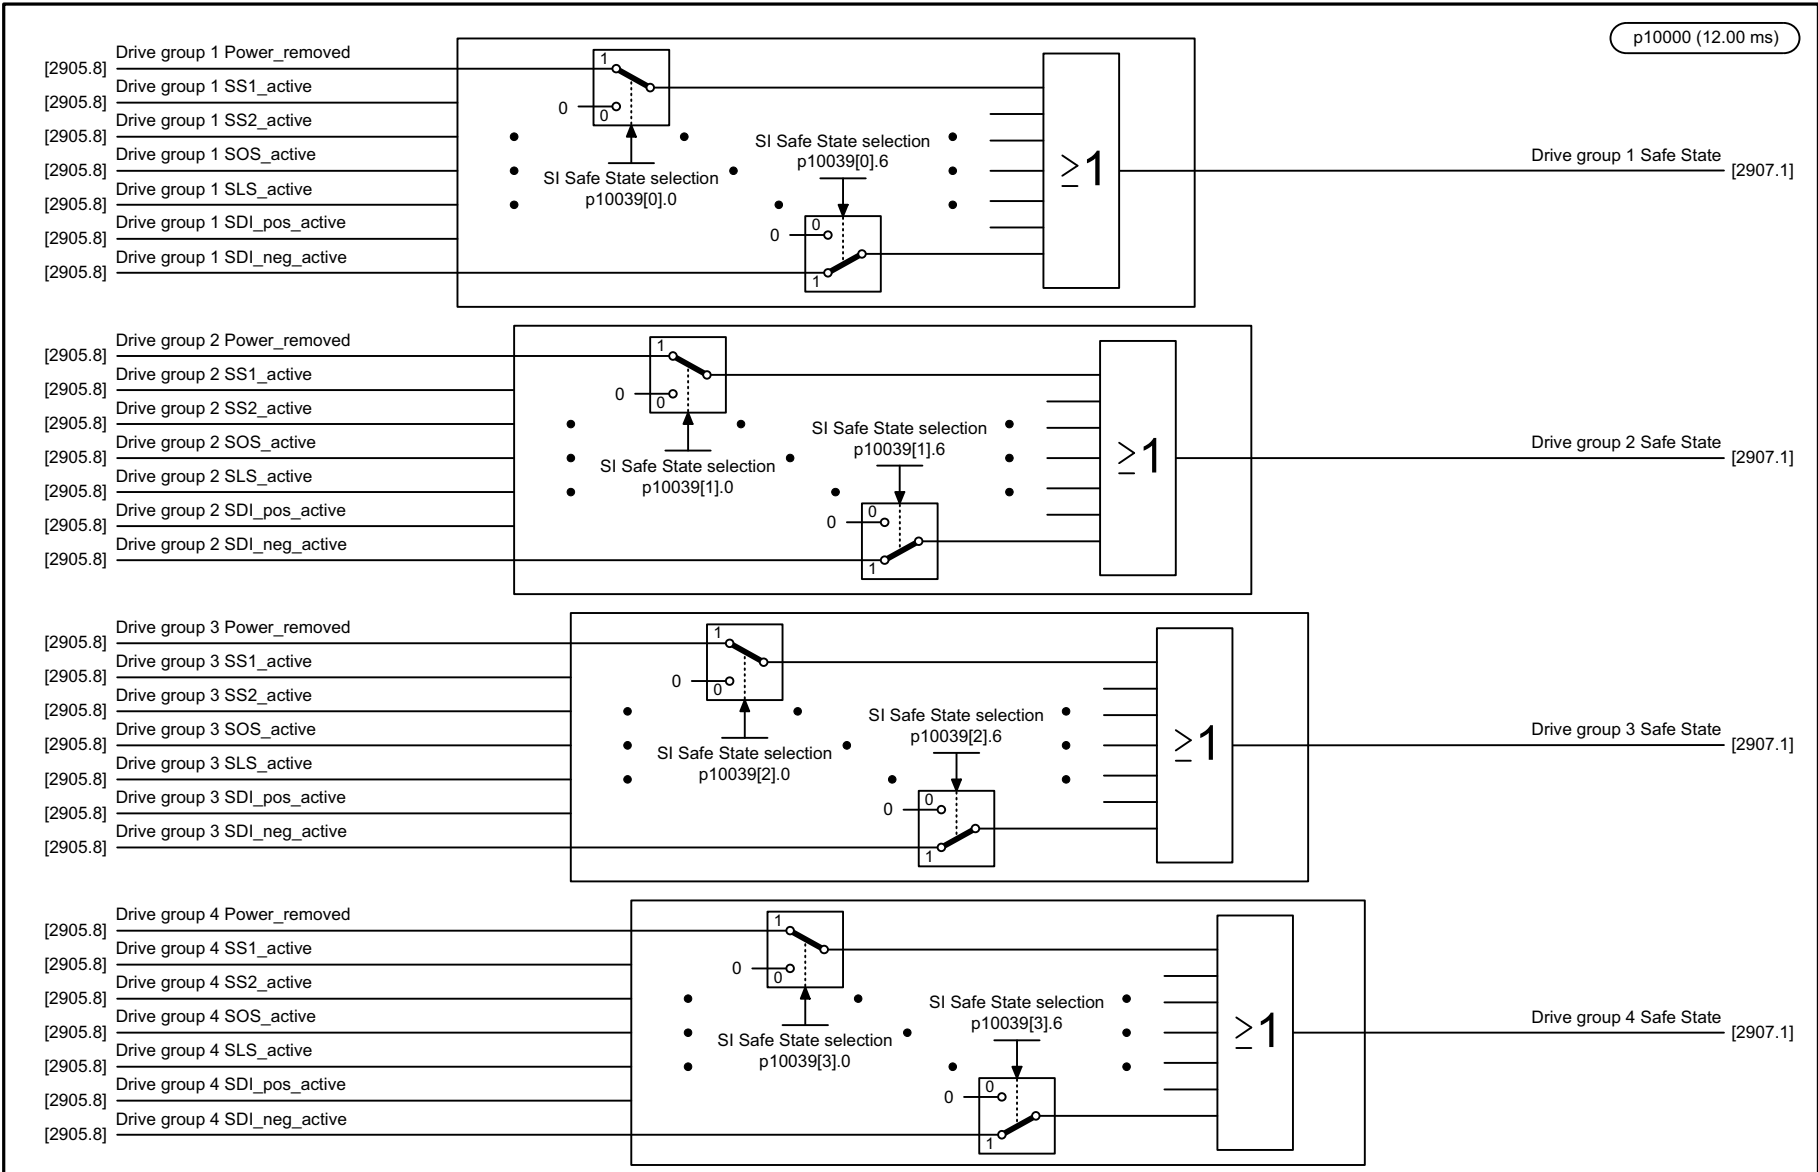 p10000 (12.00 ms)
Drive group 1 Power_removed
[2905.8]
Drive group 1 SS1_active
[2905.8]
Drive group 1 SS2_active
[2905.8]
Drive group 1 SOS_active
[2905.8]
Drive group 1 SLS_active
[2905.8]
Drive group 1 SDI_pos_active
[2905.8]
Drive group 1 SDI_neg_active
[2905.8]
1
0
0
SI Safe State selection
p10039[0].0
SI Safe State selection
p10039[0].6
0
0
1
≥1
Drive group 1 Safe State
[2907.1]
Drive group 2 Power_removed
[2905.8]
Drive group 2 SS1_active
[2905.8]
Drive group 2 SS2_active
[2905.8]
Drive group 2 SOS_active
[2905.8]
Drive group 2 SLS_active
[2905.8]
Drive group 2 SDI_pos_active
[2905.8]
Drive group 2 SDI_neg_active
[2905.8]
1
0
0
SI Safe State selection
p10039[1].0
SI Safe State selection
p10039[1].6
0
0
1
≥1
Drive group 2 Safe State
[2907.1]
Drive group 3 Power_removed
[2905.8]
Drive group 3 SS1_active
[2905.8]
Drive group 3 SS2_active
[2905.8]
Drive group 3 SOS_active
[2905.8]
Drive group 3 SLS_active
[2905.8]
Drive group 3 SDI_pos_active
[2905.8]
Drive group 3 SDI_neg_active
[2905.8]
1
0
0
SI Safe State selection
p10039[2].0
SI Safe State selection
p10039[2].6
0
0
1
≥1
Drive group 3 Safe State
[2907.1]
Drive group 4 Power_removed
[2905.8]
Drive group 4 SS1_active
[2905.8]
Drive group 4 SS2_active
[2905.8]
Drive group 4 SOS_active
[2905.8]
Drive group 4 SLS_active
[2905.8]
Drive group 4 SDI_pos_active
[2905.8]
Drive group 4 SDI_neg_active
[2905.8]
1
0
0
SI Safe State selection
p10039[3].0
SI Safe State selection
p10039[3].6
0
0
1
≥1
Drive group 4 Safe State
[2907.1]